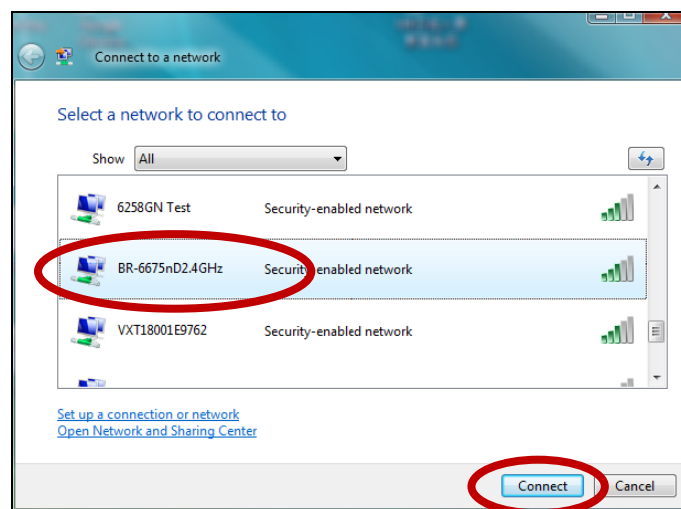 Connect to a network
Select a network to connect to
Show All
6258GN Test Security-enabled network
BR-6675nD2.4GHz Security-enabled network
VXT18001E9762 Security-enabled network
Set up a connection or network
Open Network and Sharing Center
Connect Cancel